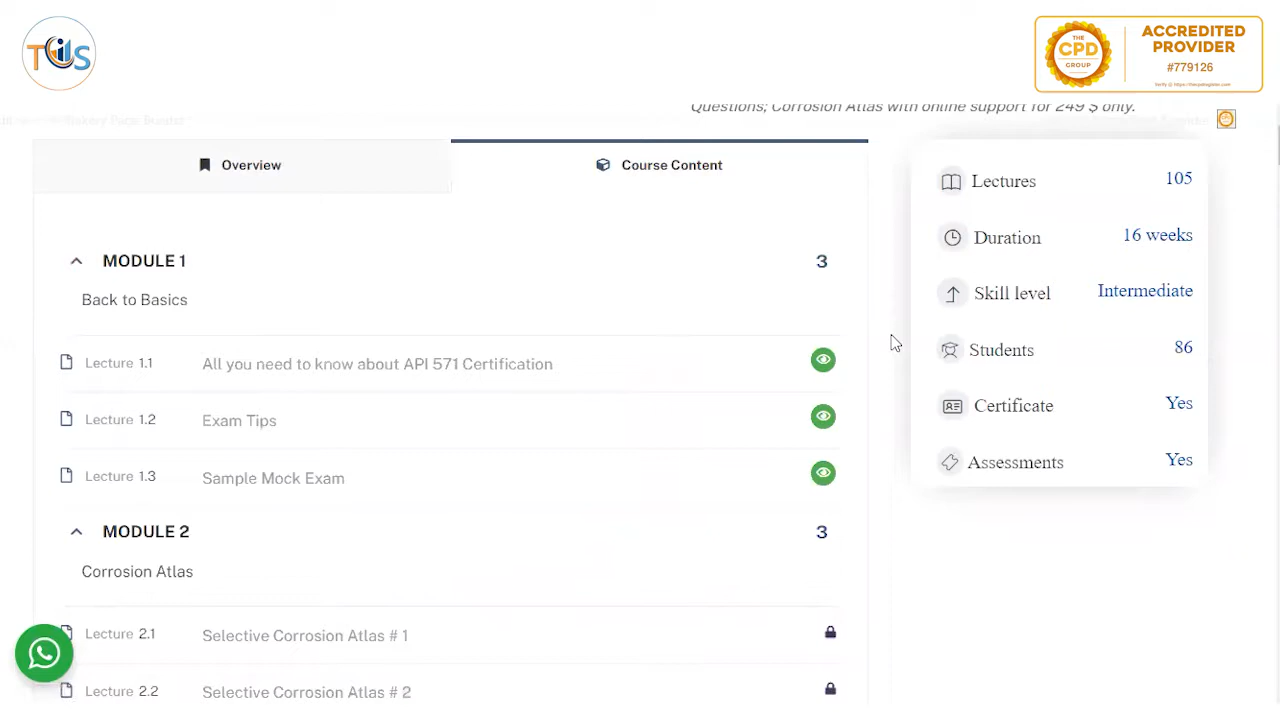 TCILS
THE
CPD
GROUP
ACCREDITED
PROVIDER
#779126
Questions; Corrosion Atlas with online support for 249 $ only.
Overview
Course Content
Lectures 105
Duration 16 weeks
Skill level Intermediate
Students 86
Certificate Yes
Assessments Yes
MODULE 1 3
Back to Basics
Lecture 1.1 All you need to know about API 571 Certification
Lecture 1.2 Exam Tips
Lecture 1.3 Sample Mock Exam
MODULE 2 3
Corrosion Atlas
Lecture 2.1 Selective Corrosion Atlas # 1
Lecture 2.2 Selective Corrosion Atlas # 2